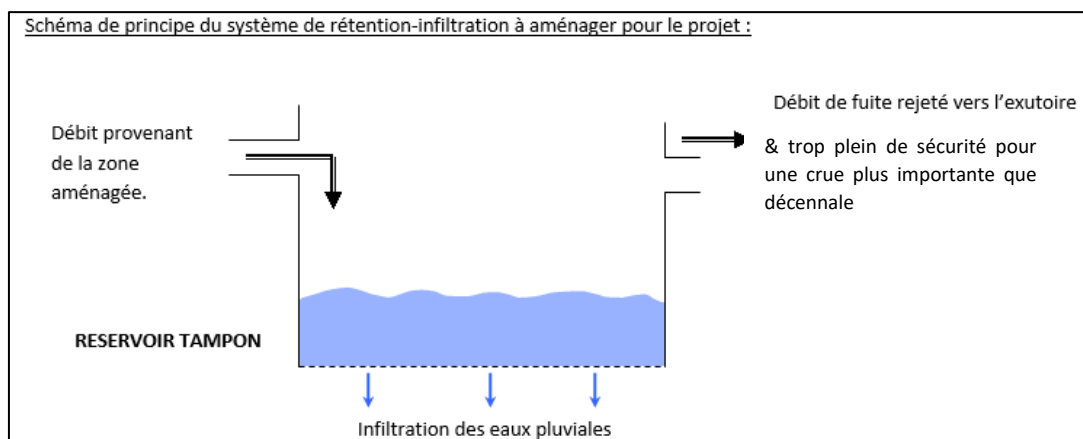 Schéma de principe du système de rétention-infiltration à aménager pour le projet :
Débit provenant
de la zone
aménagée.
Débit de fuite rejeté vers l'exutoire
& trop plein de sécurité pour
une crue plus importante que
décennale
RESERVOIR TAMPON
Infiltration des eaux pluviales